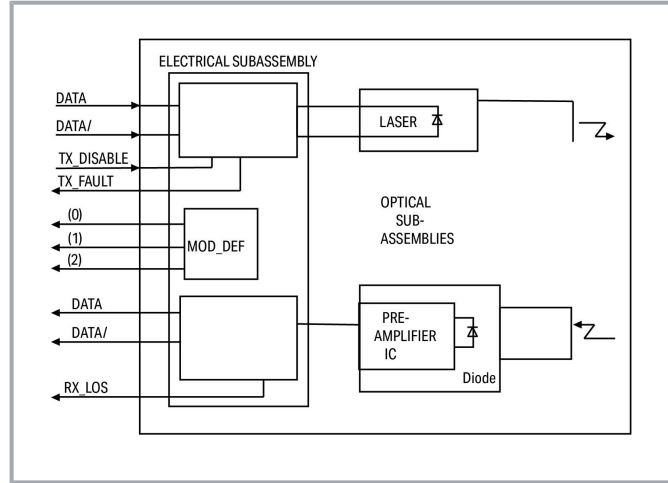 ELECTRICAL SUBASSEMBLY
DATA
DATA/
TX_DISABLE
TX_FAULT
LASER
(0)
(1)
(2)
MOD_DEF
OPTICAL
SUB-
ASSEMBLIES
DATA
DATA/
RX_LOS
PRE-
AMPLIFIER
IC
Diode